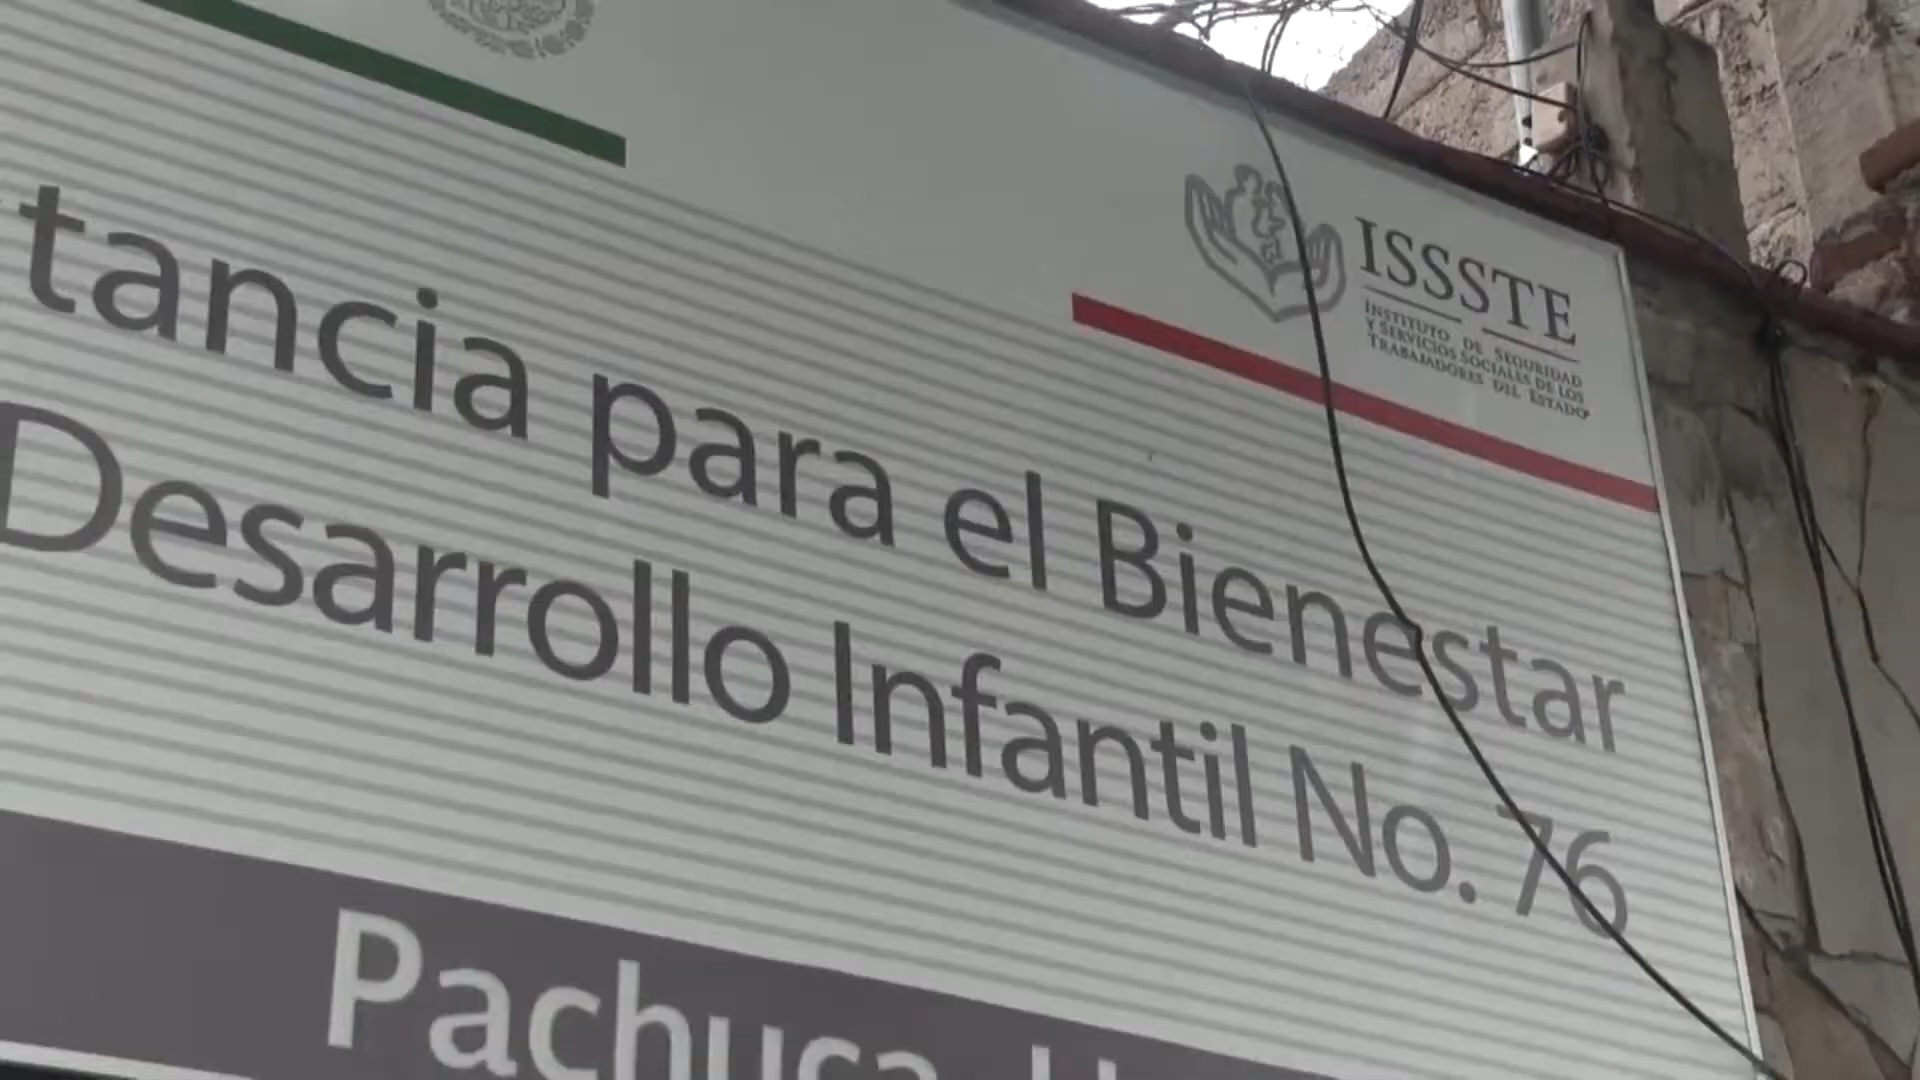 ISSSTE
INSTITUTO DE SEGURIDAD
Y SERVICIOS SOCIALES DE LOS
TRABAJADORES DEL ESTADO
tancia para el Bienestar
Desarrollo Infantil No. 76
Pachuca